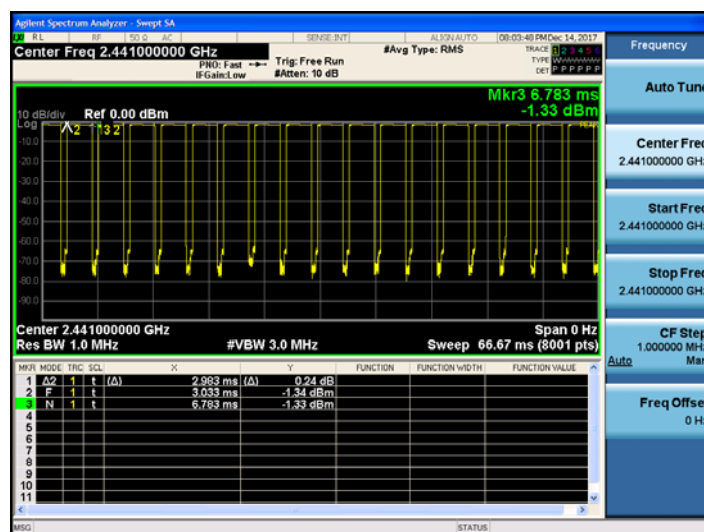 Agilent Spectrum Analyzer - Swept SA
RL RF 50 Ω AC SENSE:INT ALIGN AUTO 08:03:48 PM Dec 14, 2017
Center Freq 2.441000000 GHz #Avg Type: RMS TRACE 1 2 3 4 5 6
PNO: Fast Trig: Free Run TYPE
IFGain:Low #Atten: 10 dB DET P P P P P P
Mkr3 6.783 ms
-1.33 dBm
10 dB/div Ref 0.00 dBm
Log
PEAK
2 13 2
-10.0
-20.0
-30.0
-40.0
-50.0
-60.0
-70.0
-80.0
-90.0
Center 2.441000000 GHz Span 0 Hz
Res BW 1.0 MHz #VBW 3.0 MHz Sweep 66.67 ms (8001 pts)
MKR MODE TRC SCL X Y FUNCTION FUNCTION WIDTH FUNCTION VALUE
1 Δ2 1 t (Δ) 2.983 ms (Δ) 0.24 dB
2 F 1 t 3.033 ms -1.34 dBm
3 N 1 t 6.783 ms -1.33 dBm
4
5
6
7
8
9
10
11
MSG STATUS
Frequency
Auto Tune
Center Freq
2.441000000 GHz
Start Freq
2.441000000 GHz
Stop Freq
2.441000000 GHz
CF Step
1.000000 MHz
Auto Man
Freq Offset
0 Hz